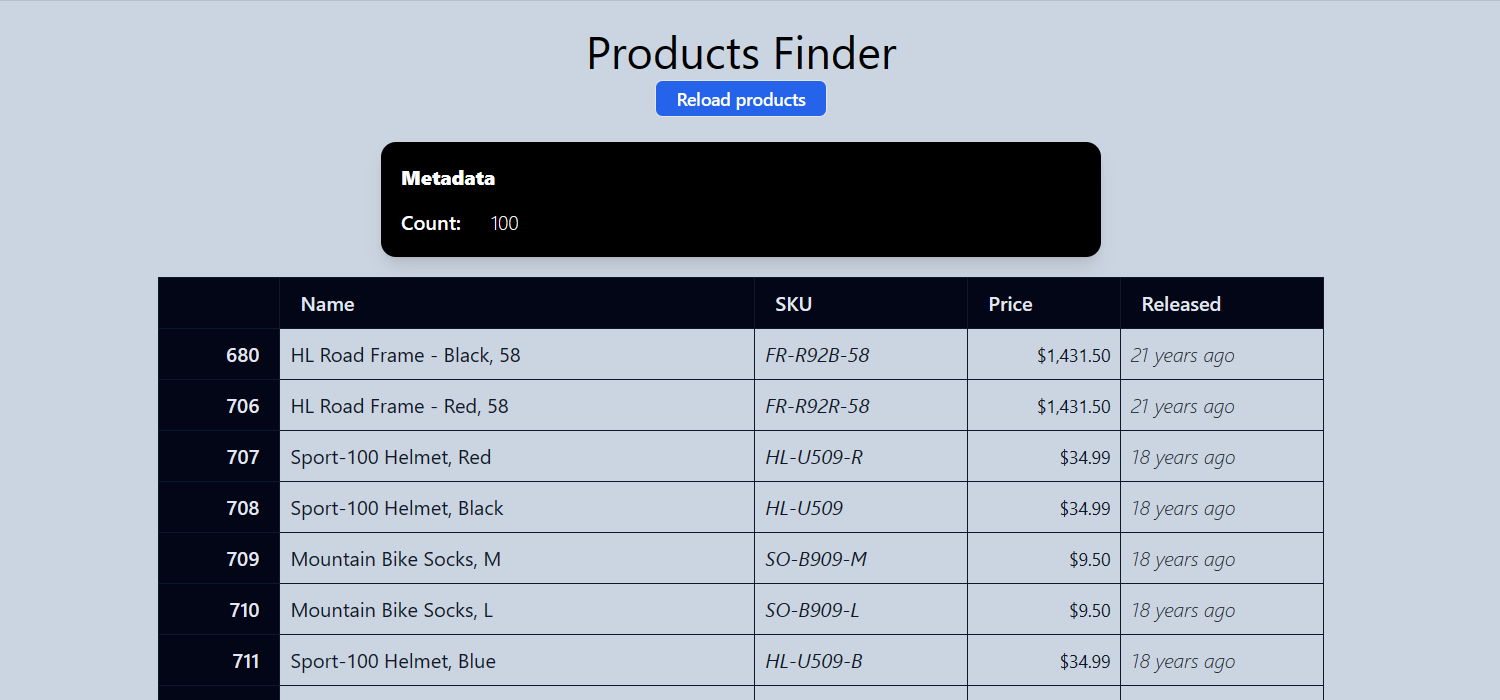 Products Finder
Reload products
Metadata
Count: 100
Name SKU Price Released
680 HL Road Frame - Black, 58 FR-R92B-58 $1,431.50 21 years ago
706 HL Road Frame - Red, 58 FR-R92R-58 $1,431.50 21 years ago
707 Sport-100 Helmet, Red HL-U509-R $34.99 18 years ago
708 Sport-100 Helmet, Black HL-U509 $34.99 18 years ago
709 Mountain Bike Socks, M SO-B909-M $9.50 18 years ago
710 Mountain Bike Socks, L SO-B909-L $9.50 18 years ago
711 Sport-100 Helmet, Blue HL-U509-B $34.99 18 years ago